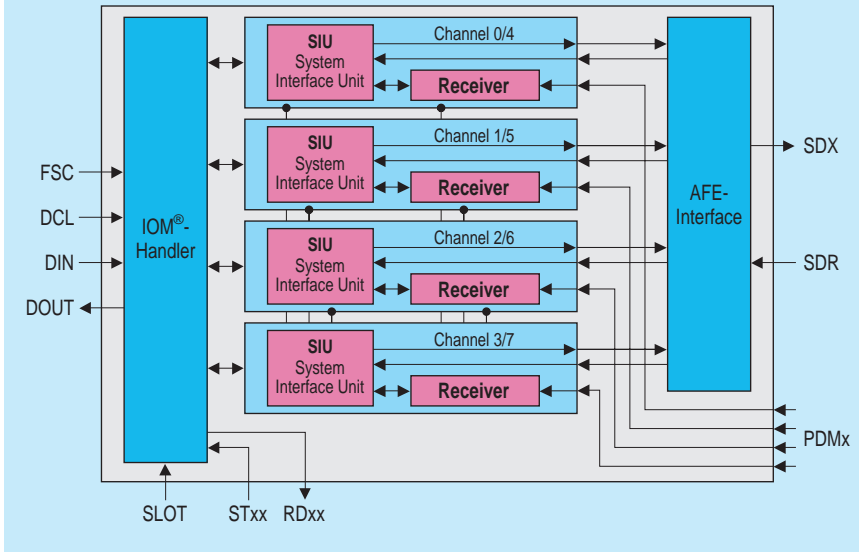 SIU
System
Interface Unit
Channel 0/4
Receiver
SIU
System
Interface Unit
Channel 1/5
Receiver
SIU
System
Interface Unit
Channel 2/6
Receiver
SIU
System
Interface Unit
Channel 3/7
Receiver
FSC
DCL
DIN
DOUT
IOM®-
Handler
AFE-
Interface
SDX
SDR
PDMx
SLOT
STxx
RDxx